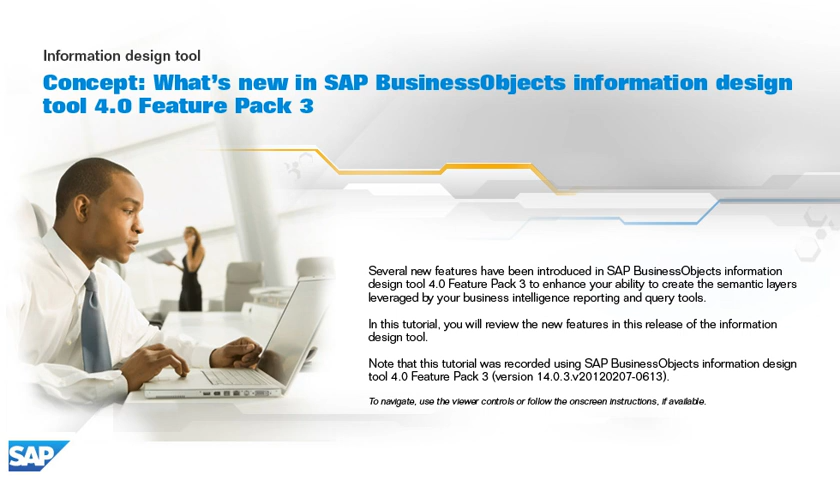 Information design tool
Concept: What's new in SAP BusinessObjects information design
tool 4.0 Feature Pack 3
Several new features have been introduced in SAP BusinessObjects information
design tool 4.0 Feature Pack 3 to enhance your ability to create the semantic layers
leveraged by your business intelligence reporting and query tools.
In this tutorial, you will review the new features in this release of the information
design tool.
Note that this tutorial was recorded using SAP BusinessObjects information design
tool 4.0 Feature Pack 3 (version 14.0.3.v20120207-0613).
To navigate, use the viewer controls or follow the onscreen instructions, if available.
SAP